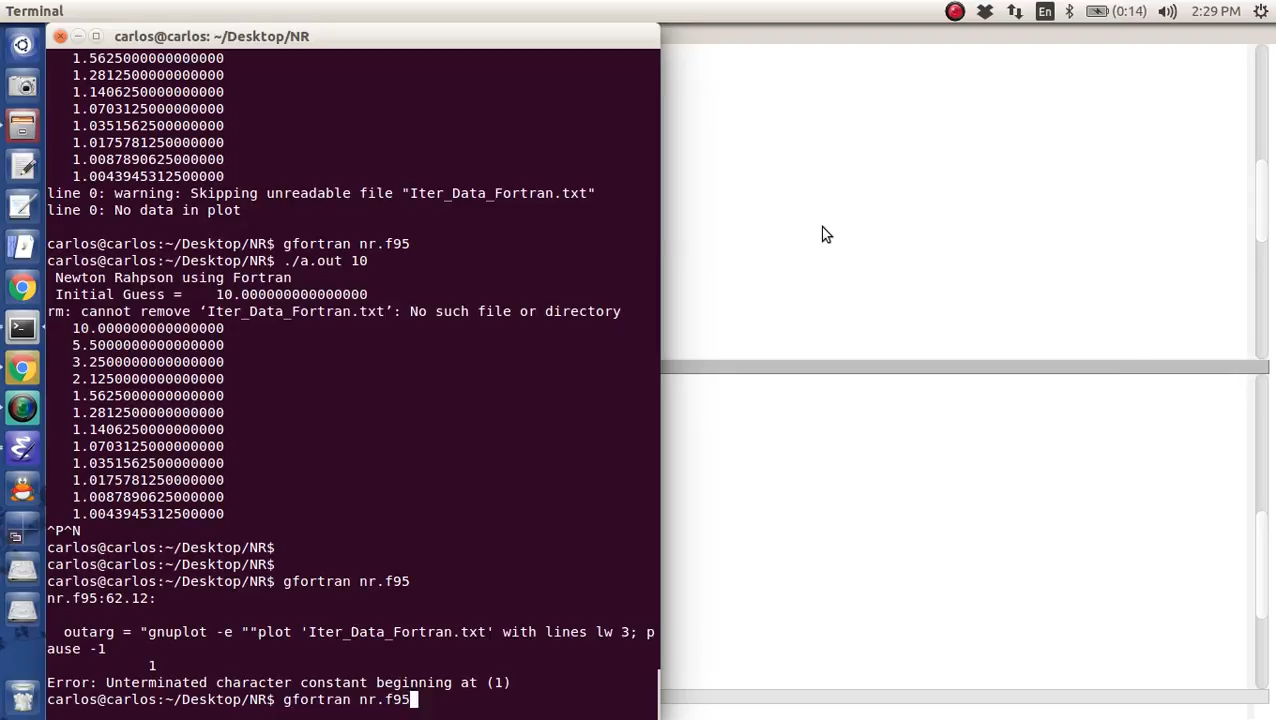 Terminal
En
(0:14)
2:29 PM
carlos@carlos: ~/Desktop/NR
1.5625000000000000
1.2812500000000000
1.1406250000000000
1.0703125000000000
1.0351562500000000
1.0175781250000000
1.0087890625000000
1.0043945312500000
line 0: warning: Skipping unreadable file "Iter_Data_Fortran.txt"
line 0: No data in plot
carlos@carlos:~/Desktop/NR$ gfortran nr.f95
carlos@carlos:~/Desktop/NR$ ./a.out 10
Newton Rahpson using Fortran
Initial Guess =    10.000000000000000
rm: cannot remove ‘Iter_Data_Fortran.txt’: No such file or directory
10.000000000000000
5.5000000000000000
3.2500000000000000
2.1250000000000000
1.5625000000000000
1.2812500000000000
1.1406250000000000
1.0703125000000000
1.0351562500000000
1.0175781250000000
1.0087890625000000
1.0043945312500000
^P^N
carlos@carlos:~/Desktop/NR$
carlos@carlos:~/Desktop/NR$
carlos@carlos:~/Desktop/NR$ gfortran nr.f95
nr.f95:62.12:
outarg = "gnuplot -e ""plot 'Iter_Data_Fortran.txt' with lines lw 3; p
ause -1
1
Error: Unterminated character constant beginning at (1)
carlos@carlos:~/Desktop/NR$ gfortran nr.f95